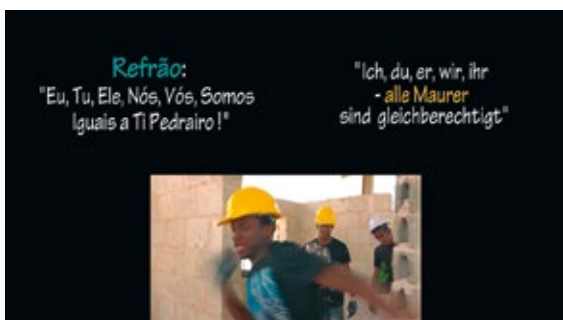 Refrão:
"Eu, Tu, Ele, Nós, Vós, Somos
Iguais a Ti Pedrairo !"
"Ich, du, er, wir, ihr
- alle Maurer
sind gleichberechtigt"